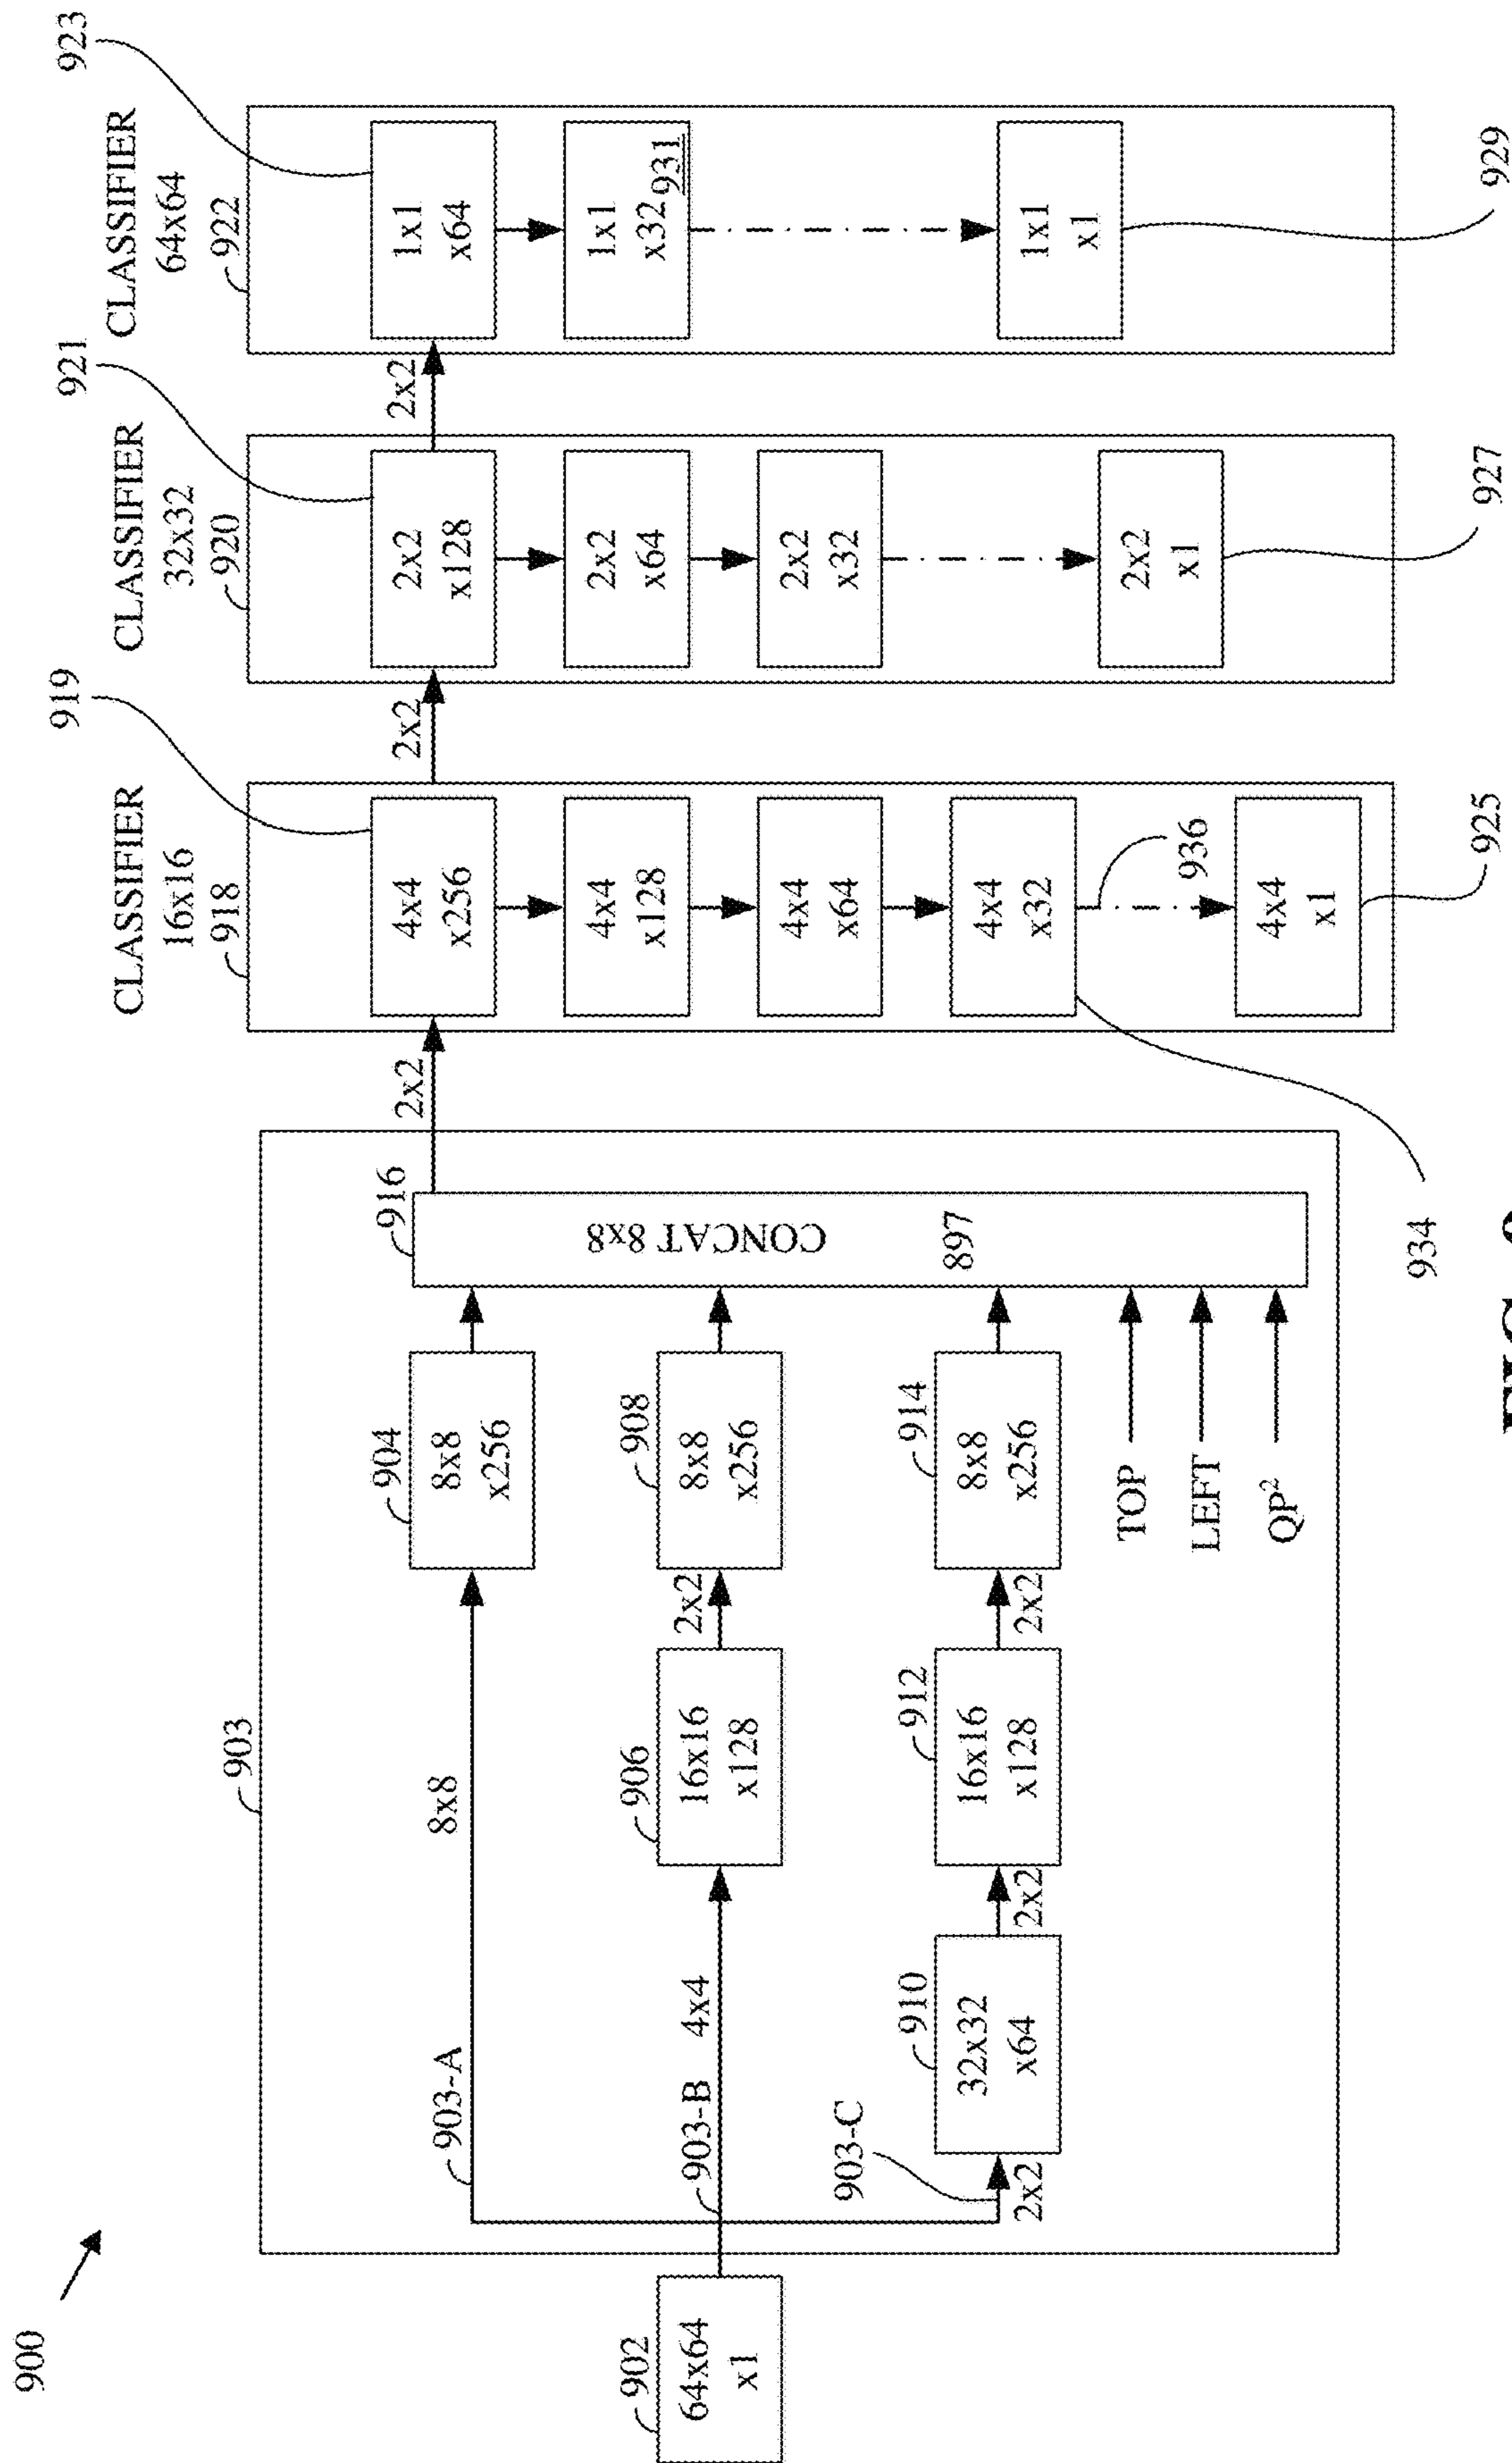 900
902
64x64
x1
903
903-A
8x8
904
8x8
x256
903-B
4x4
906
16x16
x128
2x2
908
8x8
x256
903-C
2x2
910
32x32
x64
2x2
912
16x16
x128
2x2
914
8x8
x256
TOP
LEFT
QP²
916
CONCAT 8x8
897
2x2
CLASSIFIER
16x16
918
919
4x4
x256
4x4
x128
4x4
x64
4x4
x32
934
936
4x4
x1
925
2x2
CLASSIFIER
32x32
920
921
2x2
x128
2x2
x64
2x2
x32
2x2
x1
927
2x2
CLASSIFIER
64x64
922
923
1x1
x64
1x1
x32
931
1x1
x1
929
FIG.